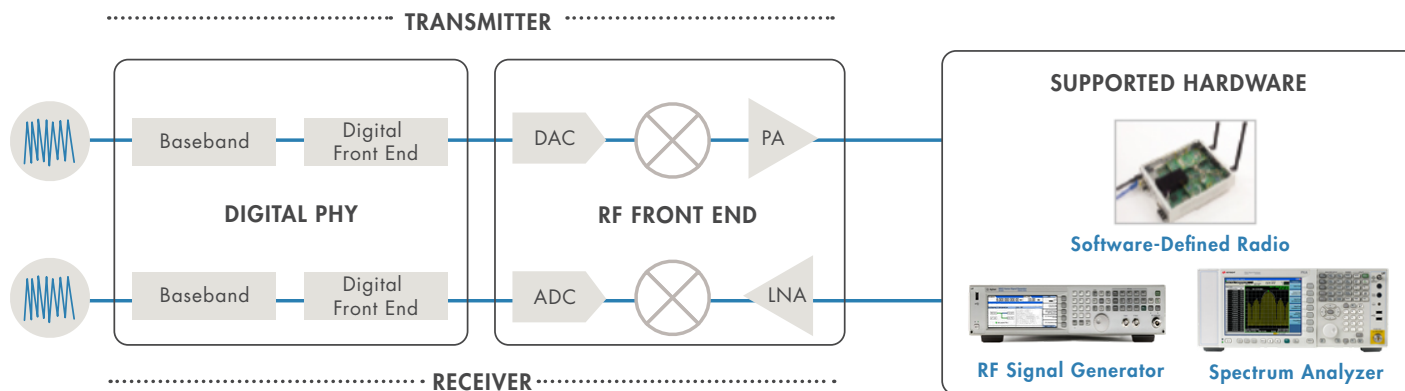 TRANSMITTER
SUPPORTED HARDWARE
Baseband
Digital
Front End
DAC
PA
DIGITAL PHY
RF FRONT END
Software-Defined Radio
Baseband
Digital
Front End
ADC
LNA
RF Signal Generator
Spectrum Analyzer
RECEIVER